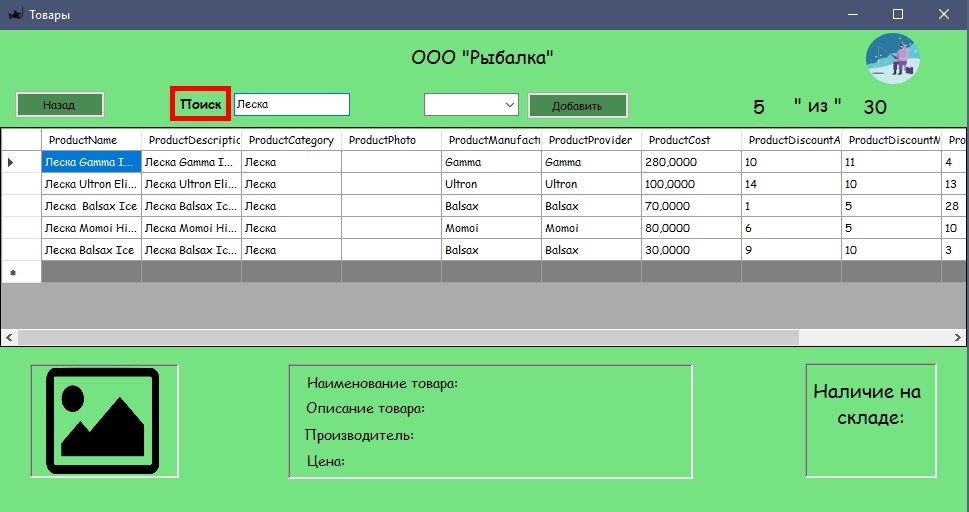 Товары
ООО "Рыбалка"
Назад Поиск Леска Добавить 5 " из " 30
ProductName ProductDescriptic ProductCategory ProductPhoto ProductManufactu ProductProvider ProductCost ProductDiscountA ProductDiscountM Pro
Леска Gamma I... Леска Gamma I... Леска Gamma Gamma 280,0000 10 11 4
Леска Ultron Eli... Леска Ultron Eli... Леска Ultron Ultron 100,0000 14 10 13
Леска Balsax Ice Леска Balsax Ic... Леска Balsax Balsax 70,0000 1 5 28
Леска Momoi Hi... Леска Momoi Hi... Леска Momoi Momoi 80,0000 6 5 10
Леска Balsax Ice Леска Balsax Ic... Леска Balsax Balsax 30,0000 9 10 3
Наименование товара:
Описание товара:
Производитель:
Цена:
Наличие на
складе: